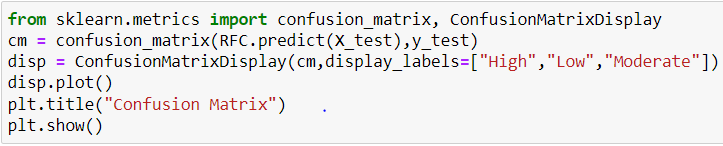 from sklearn.metrics import confusion_matrix, ConfusionMatrixDisplay
cm = confusion_matrix(RFC.predict(X_test),y_test)
disp = ConfusionMatrixDisplay(cm,display_labels=["High","Low","Moderate"])
disp.plot()
plt.title("Confusion Matrix")
plt.show()